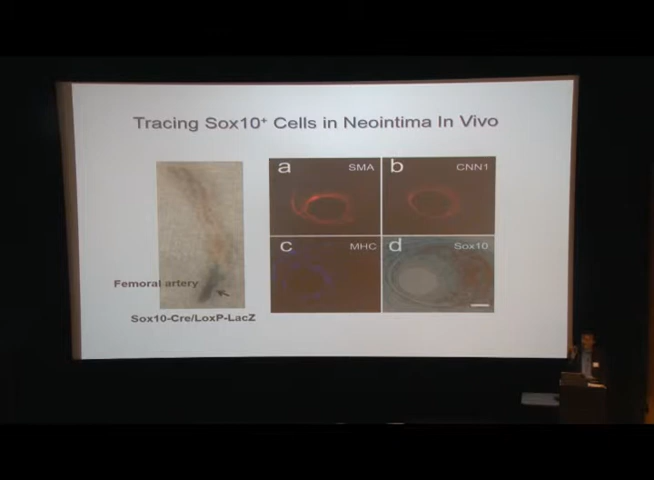 Tracing Sox10⁺ Cells in Neointima In Vivo
a
SMA
b
CNN1
c
MHC
d
Sox10
Femoral artery
Sox10-Cre/LoxP-LacZ